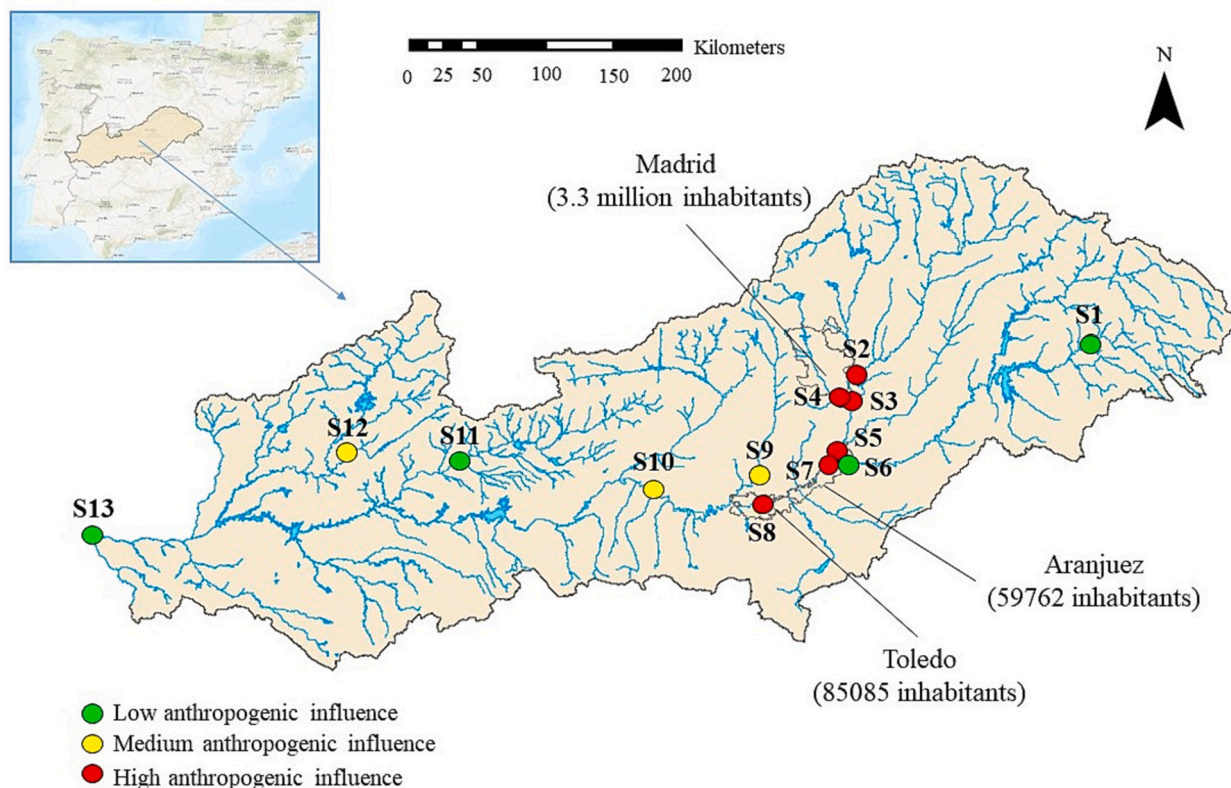 Kilometers
0 25 50 100 150 200
N
Madrid
(3.3 million inhabitants)
S1
S2
S4
S3
S12
S11
S5
S9
S7
S6
S10
S13
S8
Aranjuez
(59762 inhabitants)
Toledo
(85085 inhabitants)
Low anthropogenic influence
Medium anthropogenic influence
High anthropogenic influence